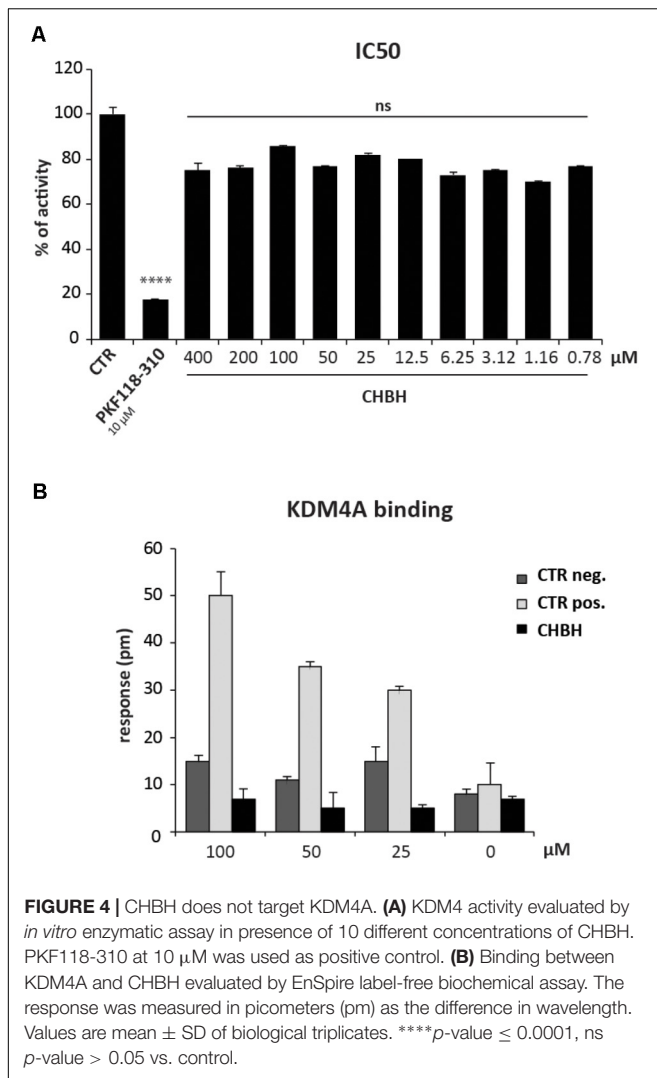 A
IC50
120
100
80
60
40
20
0
% of activity
ns
****
CTR
PKF118-310
10 µM
400 200 100 50 25 12.5 6.25 3.12 1.16 0.78 µM
CHBH
B
KDM4A binding
60
50
40
30
20
10
0
response (pm)
CTR neg.
CTR pos.
CHBH
100 50 25 0 µM
FIGURE 4 | CHBH does not target KDM4A. (A) KDM4 activity evaluated by
in vitro enzymatic assay in presence of 10 different concentrations of CHBH.
PKF118-310 at 10 µM was used as positive control. (B) Binding between
KDM4A and CHBH evaluated by EnSpire label-free biochemical assay. The
response was measured in picometers (pm) as the difference in wavelength.
Values are mean ± SD of biological triplicates. ****p-value ≤ 0.0001, ns
p-value > 0.05 vs. control.